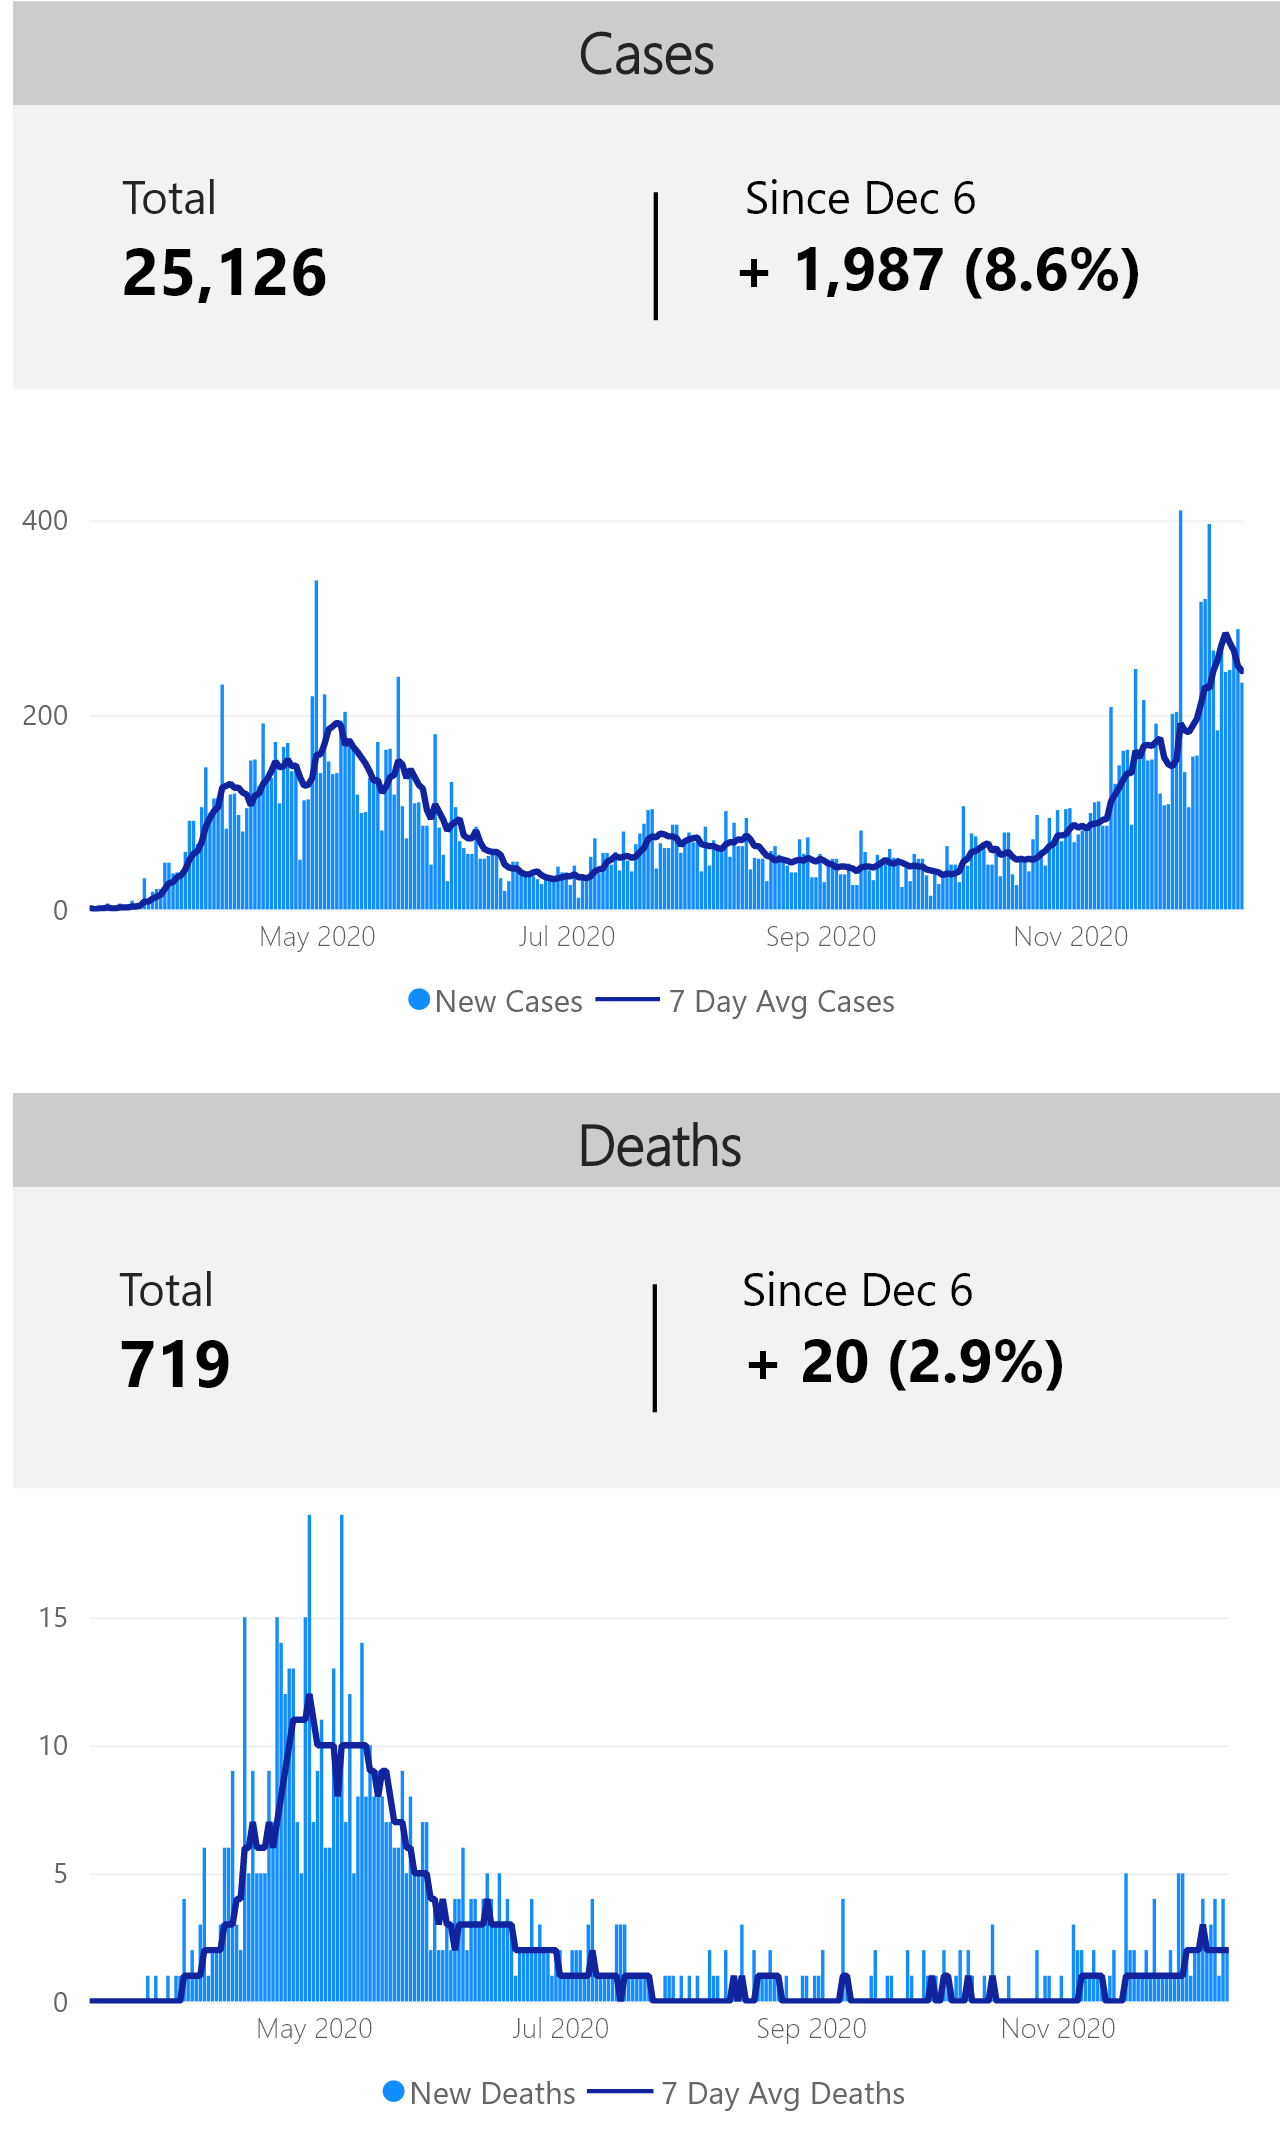 Cases
Total
Since Dec 6
25,126
+ 1,987 (8.6%)
400
200
0
May 2020
Jul 2020
Sep 2020
Nov 2020
New Cases
7 Day Avg Cases
Deaths
Total
Since Dec 6
719
+ 20 (2.9%)
15
10
5
0
May 2020
Jul 2020
Sep 2020
Nov 2020
New Deaths
7 Day Avg Deaths